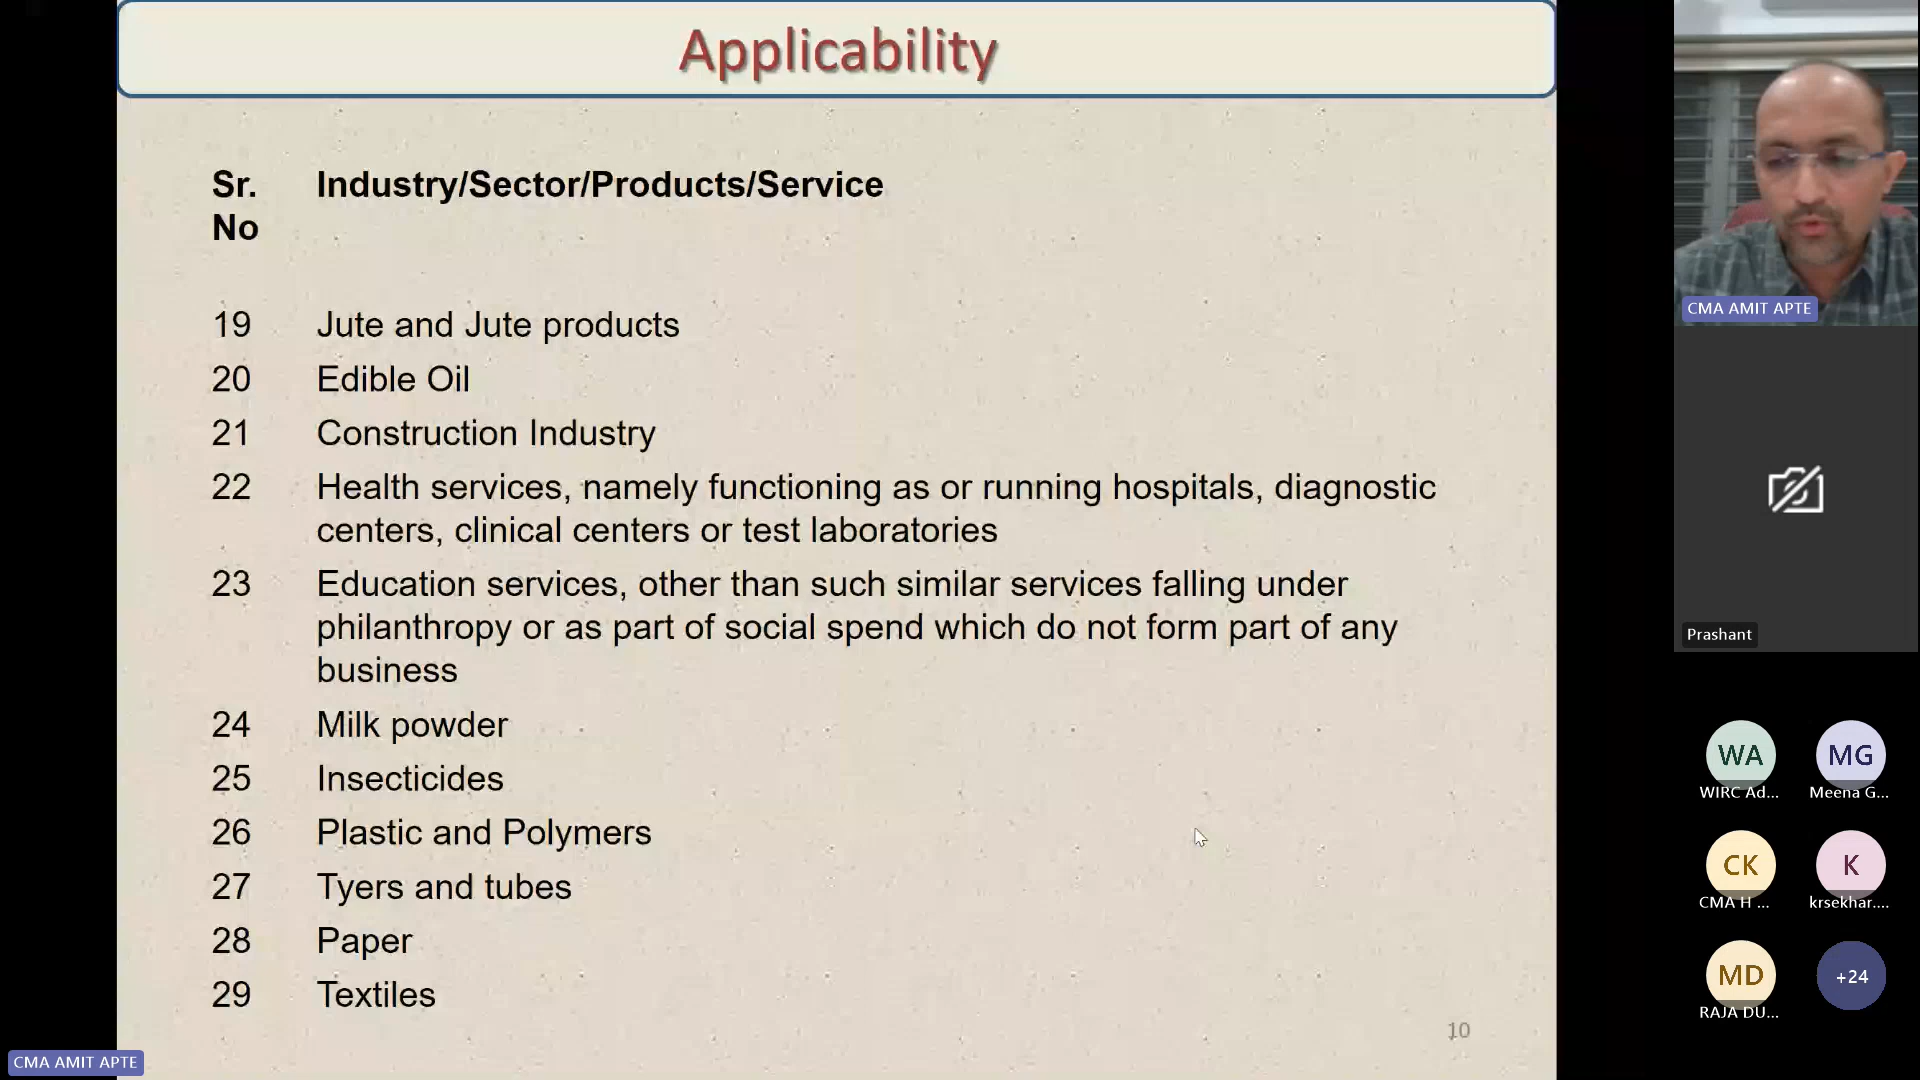 Applicability
Sr. Industry/Sector/Products/Service
No
19 Jute and Jute products
20 Edible Oil
21 Construction Industry
22 Health services, namely functioning as or running hospitals, diagnostic
centers, clinical centers or test laboratories
23 Education services, other than such similar services falling under
philanthropy or as part of social spend which do not form part of any
business
24 Milk powder
25 Insecticides
26 Plastic and Polymers
27 Tyers and tubes
28 Paper
29 Textiles
10
CMA AMIT APTE
CMA AMIT APTE
Prashant
WA MG
WIRC Ad... Meena G...
CK K
CMA H ... krsekhar....
MD +24
RAJA DU...